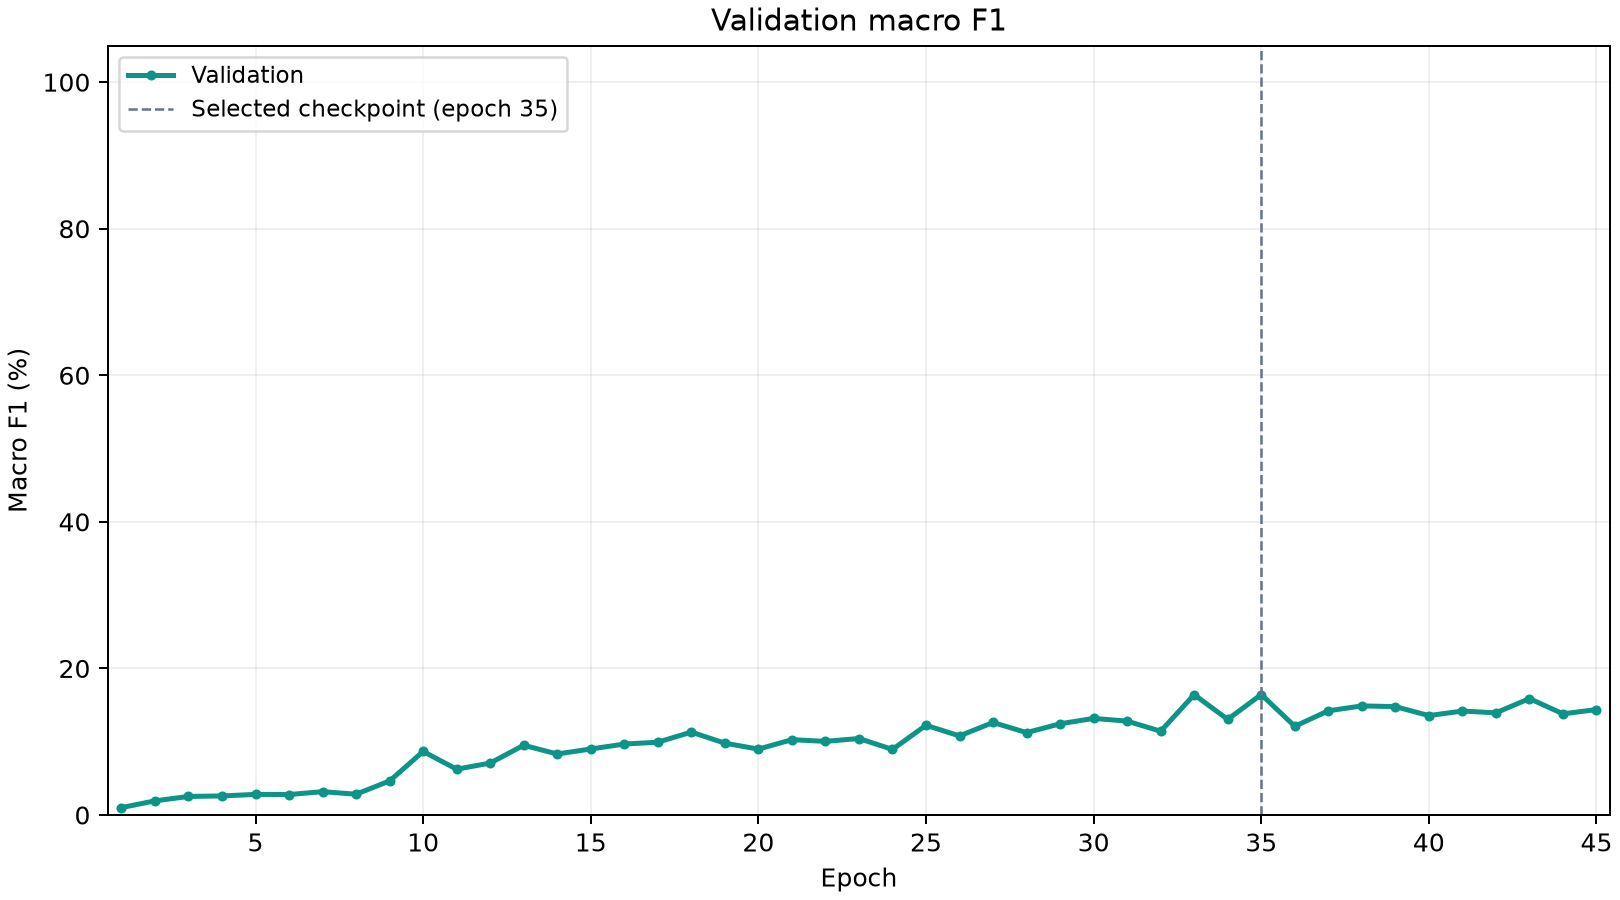 Validation macro F1
Validation
Selected checkpoint (epoch 35)
Macro F1 (%)
100
80
60
40
20
0
5 10 15 20 25 30 35 40 45
Epoch